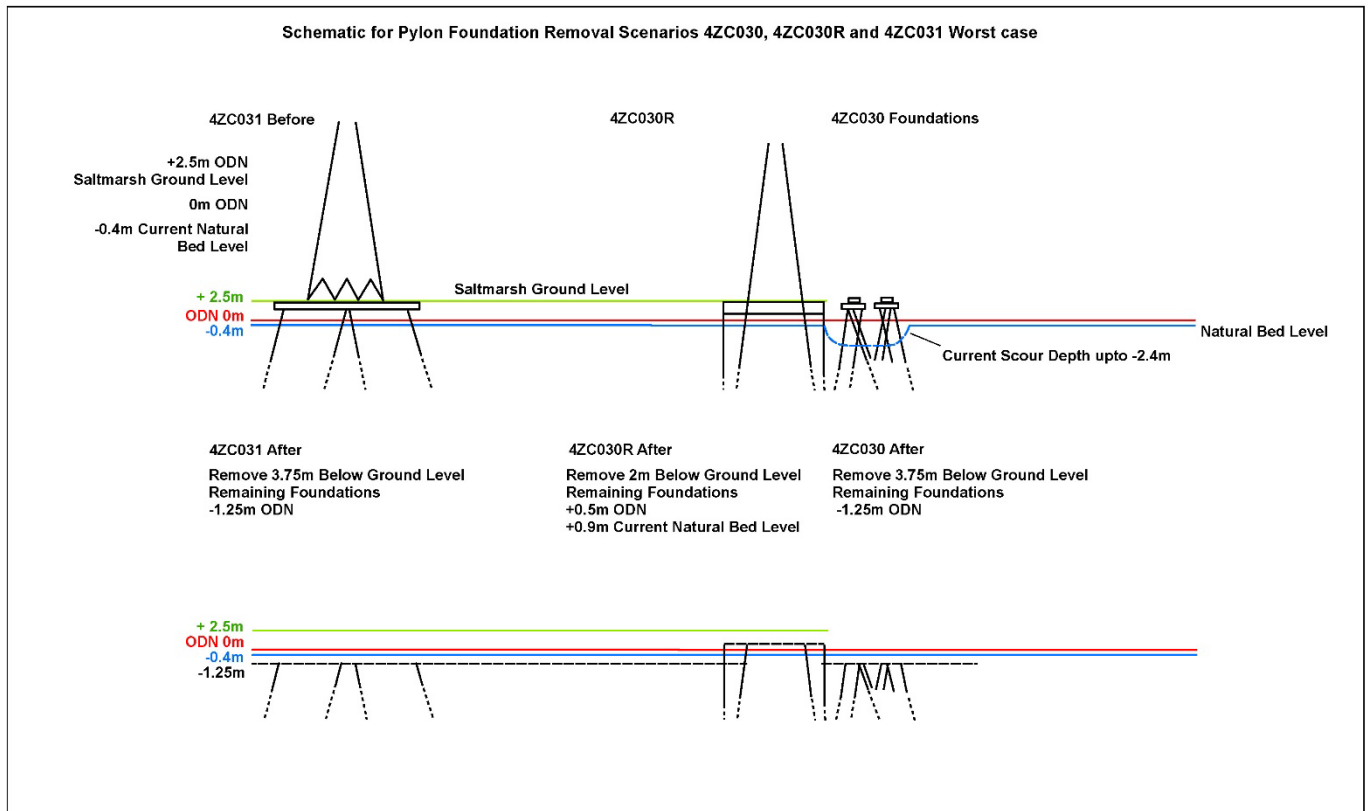 Schematic for Pylon Foundation Removal Scenarios 4ZC030, 4ZC030R and 4ZC031 Worst case
4ZC031 Before
4ZC030R
4ZC030 Foundations
+2.5m ODN
Saltmarsh Ground Level
0m ODN
-0.4m Current Natural
Bed Level
Saltmarsh Ground Level
+ 2.5m
ODN 0m
-0.4m
Natural Bed Level
Current Scour Depth upto -2.4m
4ZC031 After
Remove 3.75m Below Ground Level
Remaining Foundations
-1.25m ODN
4ZC030R After
Remove 2m Below Ground Level
Remaining Foundations
+0.5m ODN
+0.9m Current Natural Bed Level
4ZC030 After
Remove 3.75m Below Ground Level
Remaining Foundations
-1.25m ODN
+ 2.5m
ODN 0m
-0.4m
-1.25m